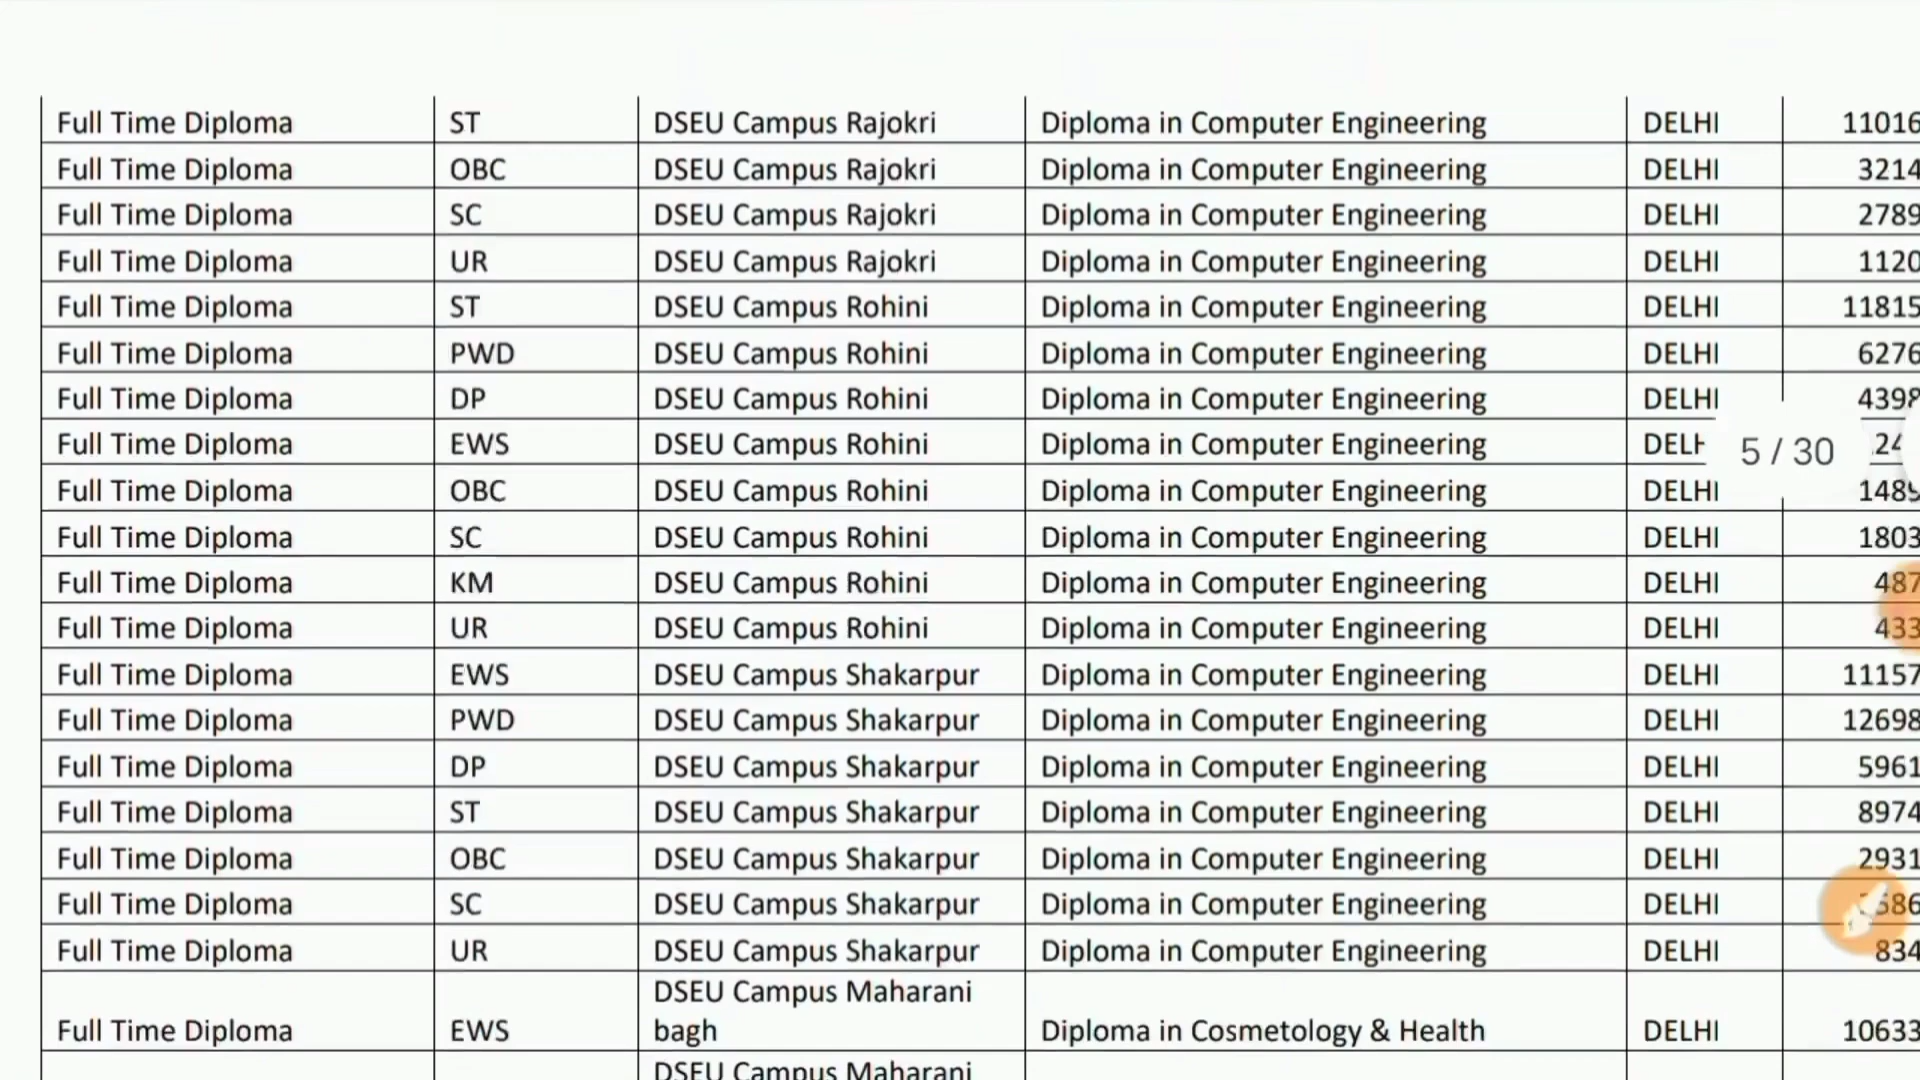 Full Time Diploma ST DSEU Campus Rajokri Diploma in Computer Engineering DELHI 11016
Full Time Diploma OBC DSEU Campus Rajokri Diploma in Computer Engineering DELHI 3214
Full Time Diploma SC DSEU Campus Rajokri Diploma in Computer Engineering DELHI 2789
Full Time Diploma UR DSEU Campus Rajokri Diploma in Computer Engineering DELHI 1120
Full Time Diploma ST DSEU Campus Rohini Diploma in Computer Engineering DELHI 11815
Full Time Diploma PWD DSEU Campus Rohini Diploma in Computer Engineering DELHI 6276
Full Time Diploma DP DSEU Campus Rohini Diploma in Computer Engineering DELHI 4398
Full Time Diploma EWS DSEU Campus Rohini Diploma in Computer Engineering 5 / 30
Full Time Diploma OBC DSEU Campus Rohini Diploma in Computer Engineering DELHI 1489
Full Time Diploma SC DSEU Campus Rohini Diploma in Computer Engineering DELHI 1803
Full Time Diploma KM DSEU Campus Rohini Diploma in Computer Engineering DELHI 487
Full Time Diploma UR DSEU Campus Rohini Diploma in Computer Engineering DELHI 433
Full Time Diploma EWS DSEU Campus Shakarpur Diploma in Computer Engineering DELHI 11157
Full Time Diploma PWD DSEU Campus Shakarpur Diploma in Computer Engineering DELHI 12698
Full Time Diploma DP DSEU Campus Shakarpur Diploma in Computer Engineering DELHI 5961
Full Time Diploma ST DSEU Campus Shakarpur Diploma in Computer Engineering DELHI 8974
Full Time Diploma OBC DSEU Campus Shakarpur Diploma in Computer Engineering DELHI 2931
Full Time Diploma SC DSEU Campus Shakarpur Diploma in Computer Engineering DELHI
Full Time Diploma UR DSEU Campus Shakarpur Diploma in Computer Engineering DELHI 834
DSEU Campus Maharani
Full Time Diploma EWS bagh Diploma in Cosmetology & Health DELHI 10633
DSEU Campus Maharani